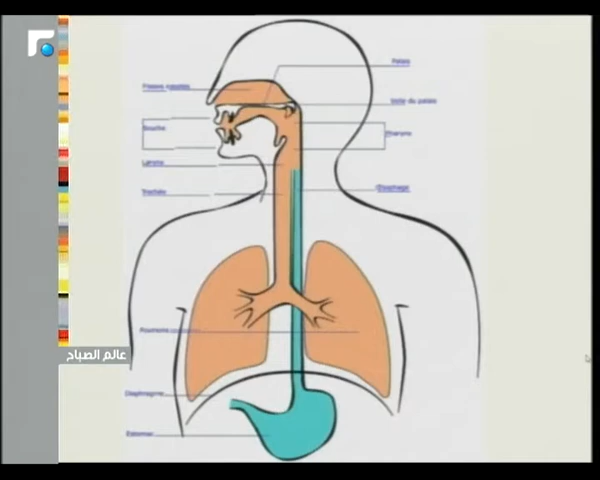 Palais
Fosses nasales
Voile du palais
Bouche
Pharynx
Larynx
Trachée
Œsophage
Poumons
عالم الصباح
Diaphragme
Estomac